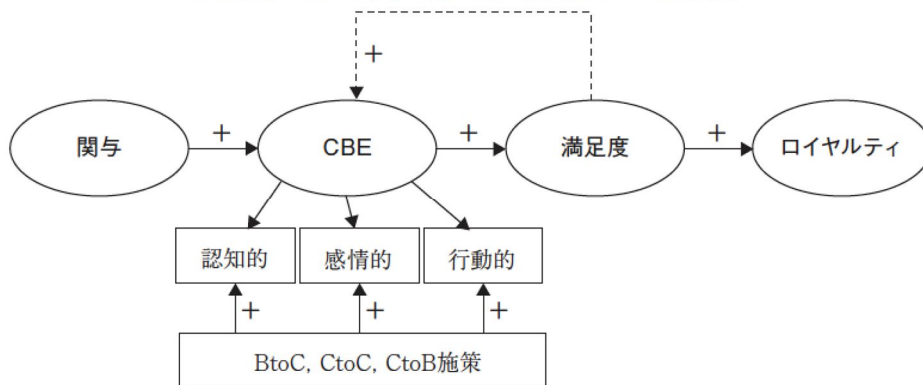 +
関与
+
CBE
+
満足度
+
ロイヤルティ
認知的
感情的
行動的
+
+
+
BtoC, CtoC, CtoB施策